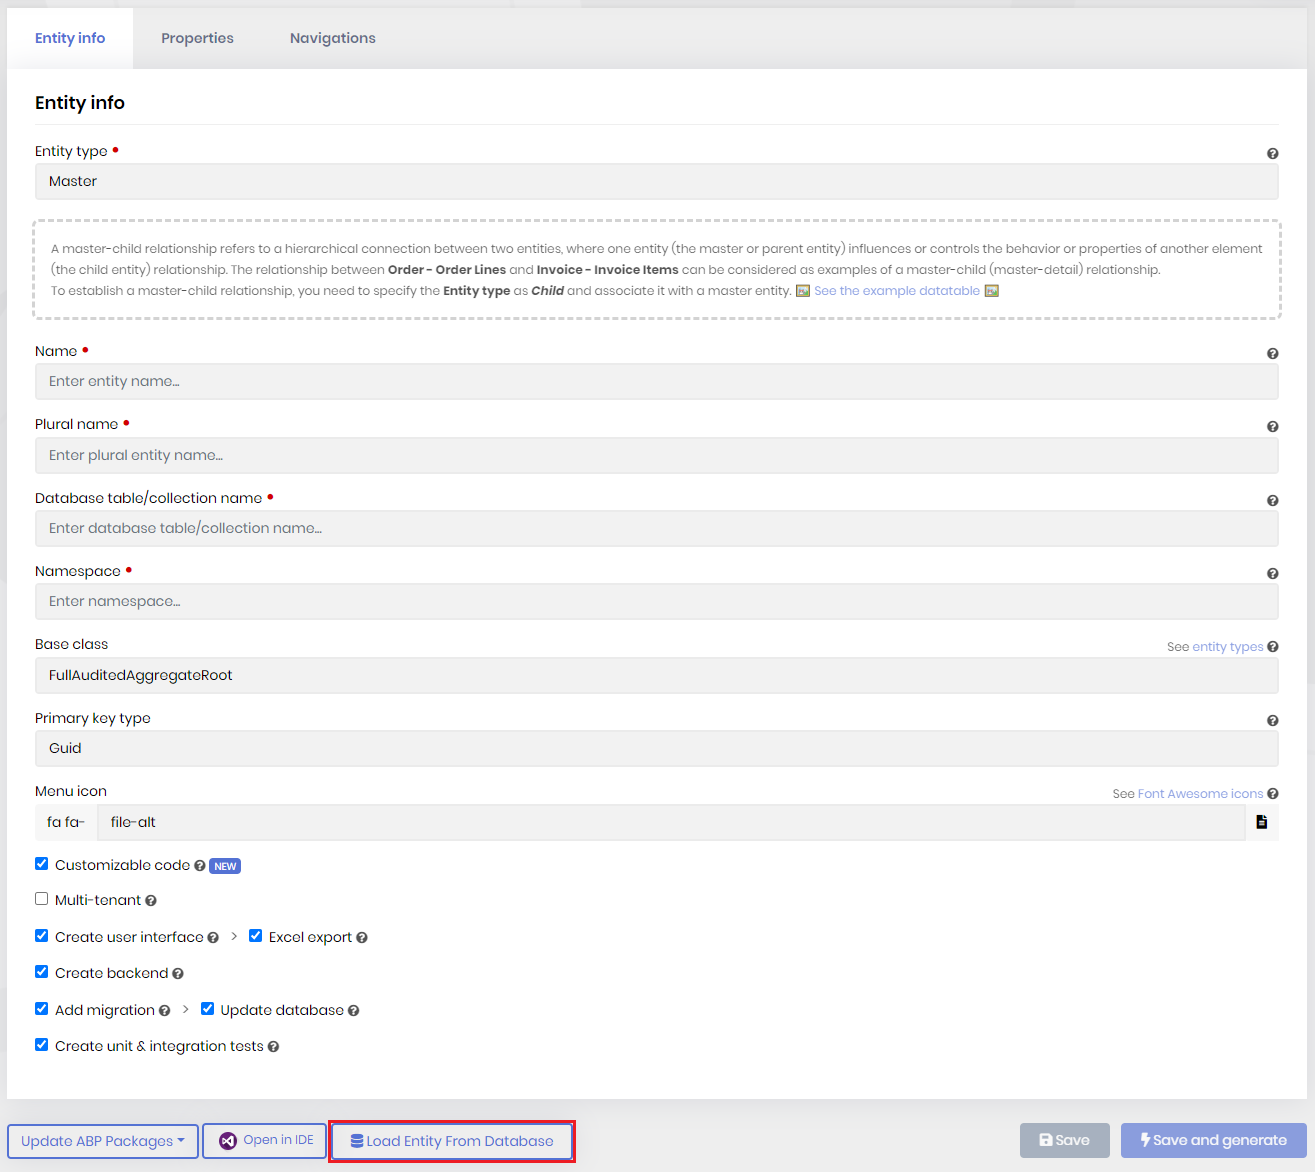 Entity info
Properties
Navigations
Entity info
Entity type
Master
A master-child relationship refers to a hierarchical connection between two entities, where one entity (the master or parent entity) influences or controls the behavior or properties of another element
(the child entity) relationship. The relationship between Order - Order Lines and Invoice - Invoice Items can be considered as examples of a master-child (master-detail) relationship.
To establish a master-child relationship, you need to specify the Entity type as Child and associate it with a master entity. See the example datatable
Name
Enter entity name...
Plural name
Enter plural entity name...
Database table/collection name
Enter database table/collection name...
Namespace
Enter namespace...
Base class
See entity types
FullAuditedAggregateRoot
Primary key type
Guid
Menu icon
See Font Awesome icons
fa fa-
file-alt
Customizable code NEW
Multi-tenant
Create user interface > Excel export
Create backend
Add migration > Update database
Create unit & integration tests
Update ABP Packages
Open in IDE
Load Entity From Database
Save
Save and generate